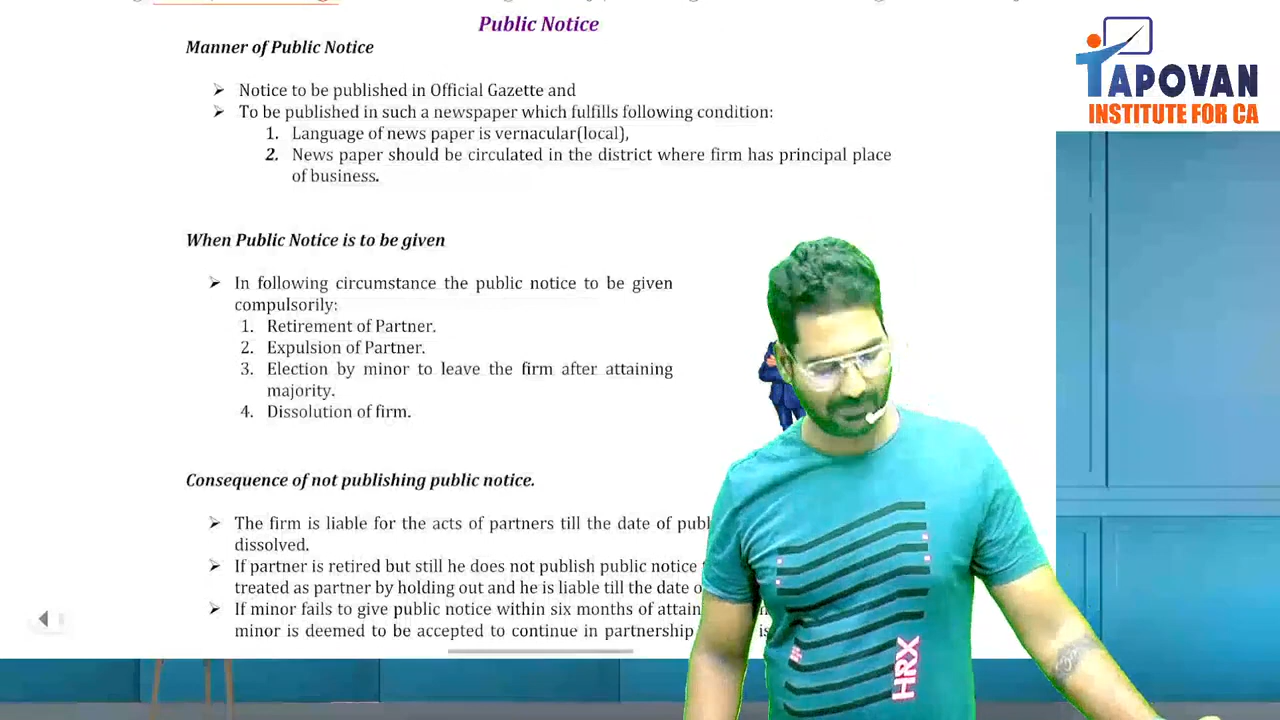 Public Notice
Manner of Public Notice
➢ Notice to be published in Official Gazette and
➢ To be published in such a newspaper which fulfills following condition:
1. Language of news paper is vernacular(local),
2. News paper should be circulated in the district where firm has principal place
of business.
When Public Notice is to be given
➢ In following circumstance the public notice to be given
compulsorily:
1. Retirement of Partner.
2. Expulsion of Partner.
3. Election by minor to leave the firm after attaining
majority.
4. Dissolution of firm.
Consequence of not publishing public notice.
➢ The firm is liable for the acts of partners till the date of
dissolved.
➢ If partner is retired but still he does not publish public notice
treated as partner by holding out and he is liable till the date
➢ If minor fails to give public notice within six months of
minor is deemed to be accepted to continue in partnership
TAPOVAN
INSTITUTE FOR CA
HRX